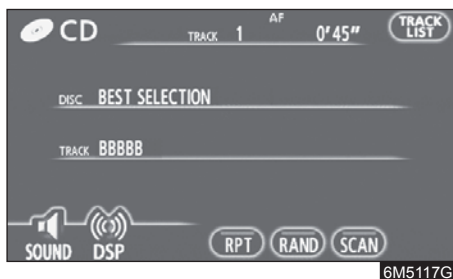 CD TRACK 1 AF 0'45" TRACK LIST
DISC BEST SELECTION
TRACK BBBBB
SOUND DSP RPT RAND SCAN
6M5117G